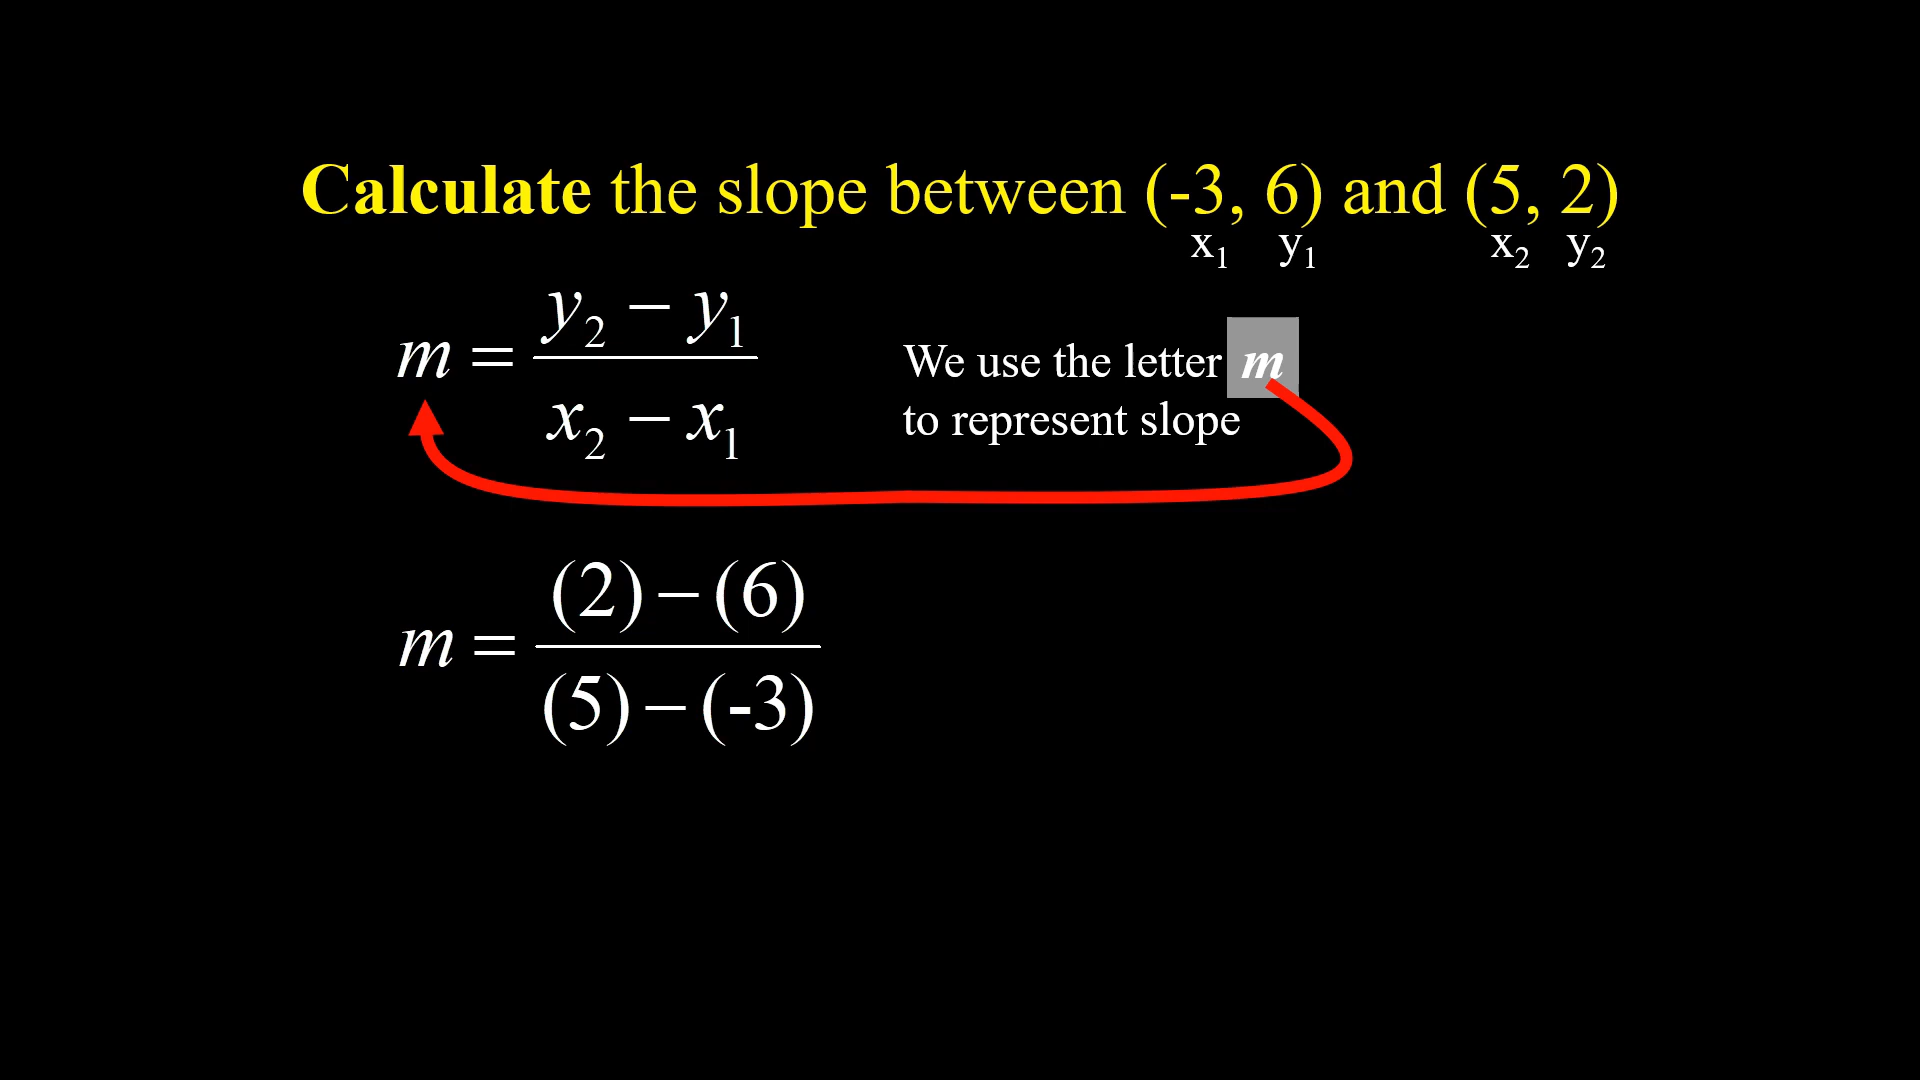 Calculate the slope between (-3, 6) and (5, 2)
x₁ y₁ x₂ y₂
m = (y₂ − y₁) / (x₂ − x₁)
We use the letter m
to represent slope
m = ((2) − (6)) / ((5) − (-3))